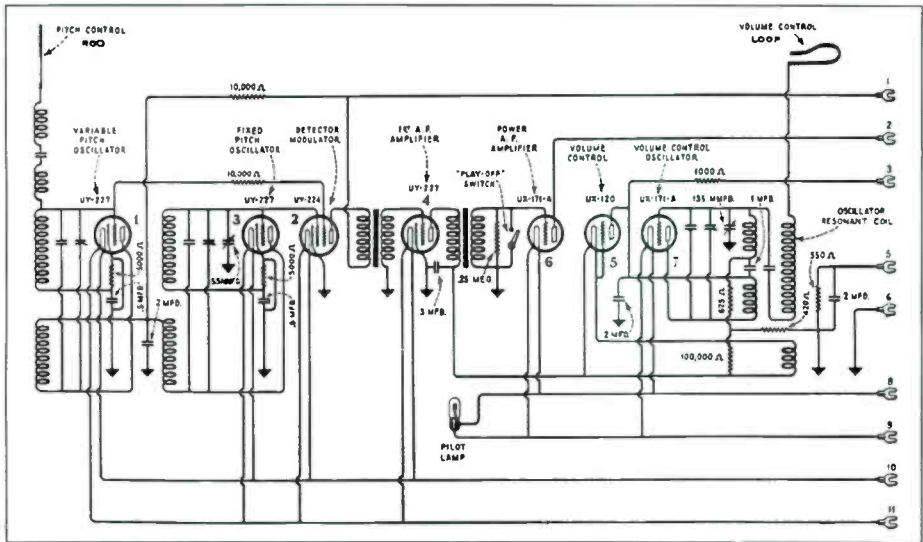 PITCH CONTROL
ROD
VOLUME CONTROL
LOOP
10,000 Ω
1
2
3
VARIABLE
PITCH
OSCILLATOR
FIXED
PITCH
OSCILLATOR
DETECTOR
MODULATOR
1ST A.F.
AMPLIFIER
POWER
A.F.
AMPLIFIER
VOLUME
CONTROL
VOLUME CONTROL
OSCILLATOR
"PLAY-OFF"
SWITCH
10,000 Ω
1000 Ω
UY-227
UY-227
UY-224
UY-227
UX-171-A
UX-120
UX-171-A
135 MMFD.
1 MFD.
OSCILLATOR
RESONANT
COIL
1
3
2
4
6
5
7
5000 Ω
.5 MFD.
2 MFD.
5000 Ω
.5 MFD.
3 MFD.
.25 MEG
2 MFD.
625 Ω
420 Ω
550 Ω
2 MFD.
100,000 Ω
5
6
8
PILOT
LAMP
9
10
11